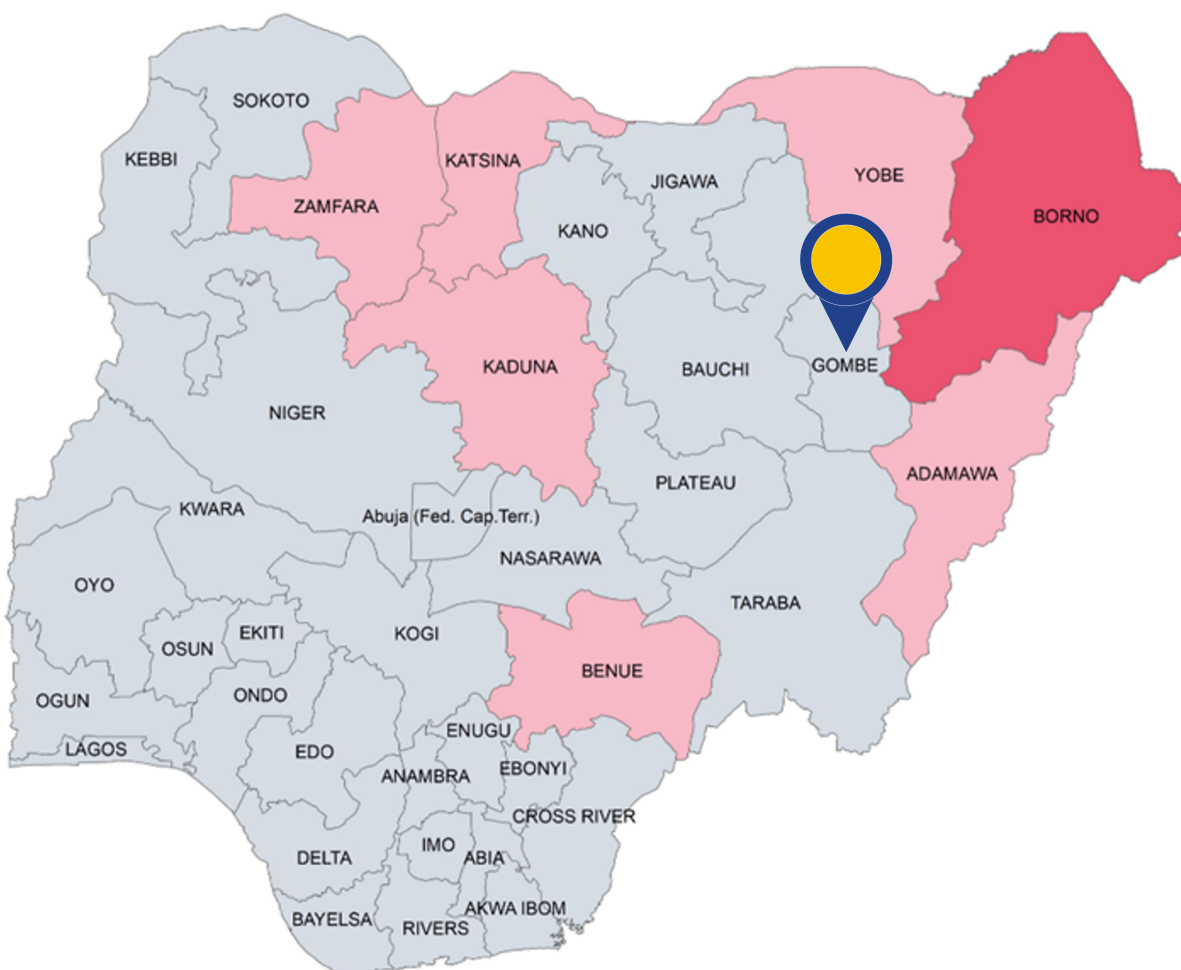 SOKOTO
KEBBI
KATSINA
ZAMFARA
JIGAWA
YOBE
KANO
BORNO
KADUNA
BAUCHI
GOMBE
NIGER
ADAMAWA
PLATEAU
KWARA
Abuja (Fed. Cap.Terr.)
NASARAWA
OYO
TARABA
EKITI
KOGI
OSUN
BENUE
OGUN
ONDO
ENUGU
LAGOS
EDO
EBONYI
ANAMBRA
CROSS RIVER
IMO
DELTA
ABIA
AKWA IBOM
BAYELSA
RIVERS